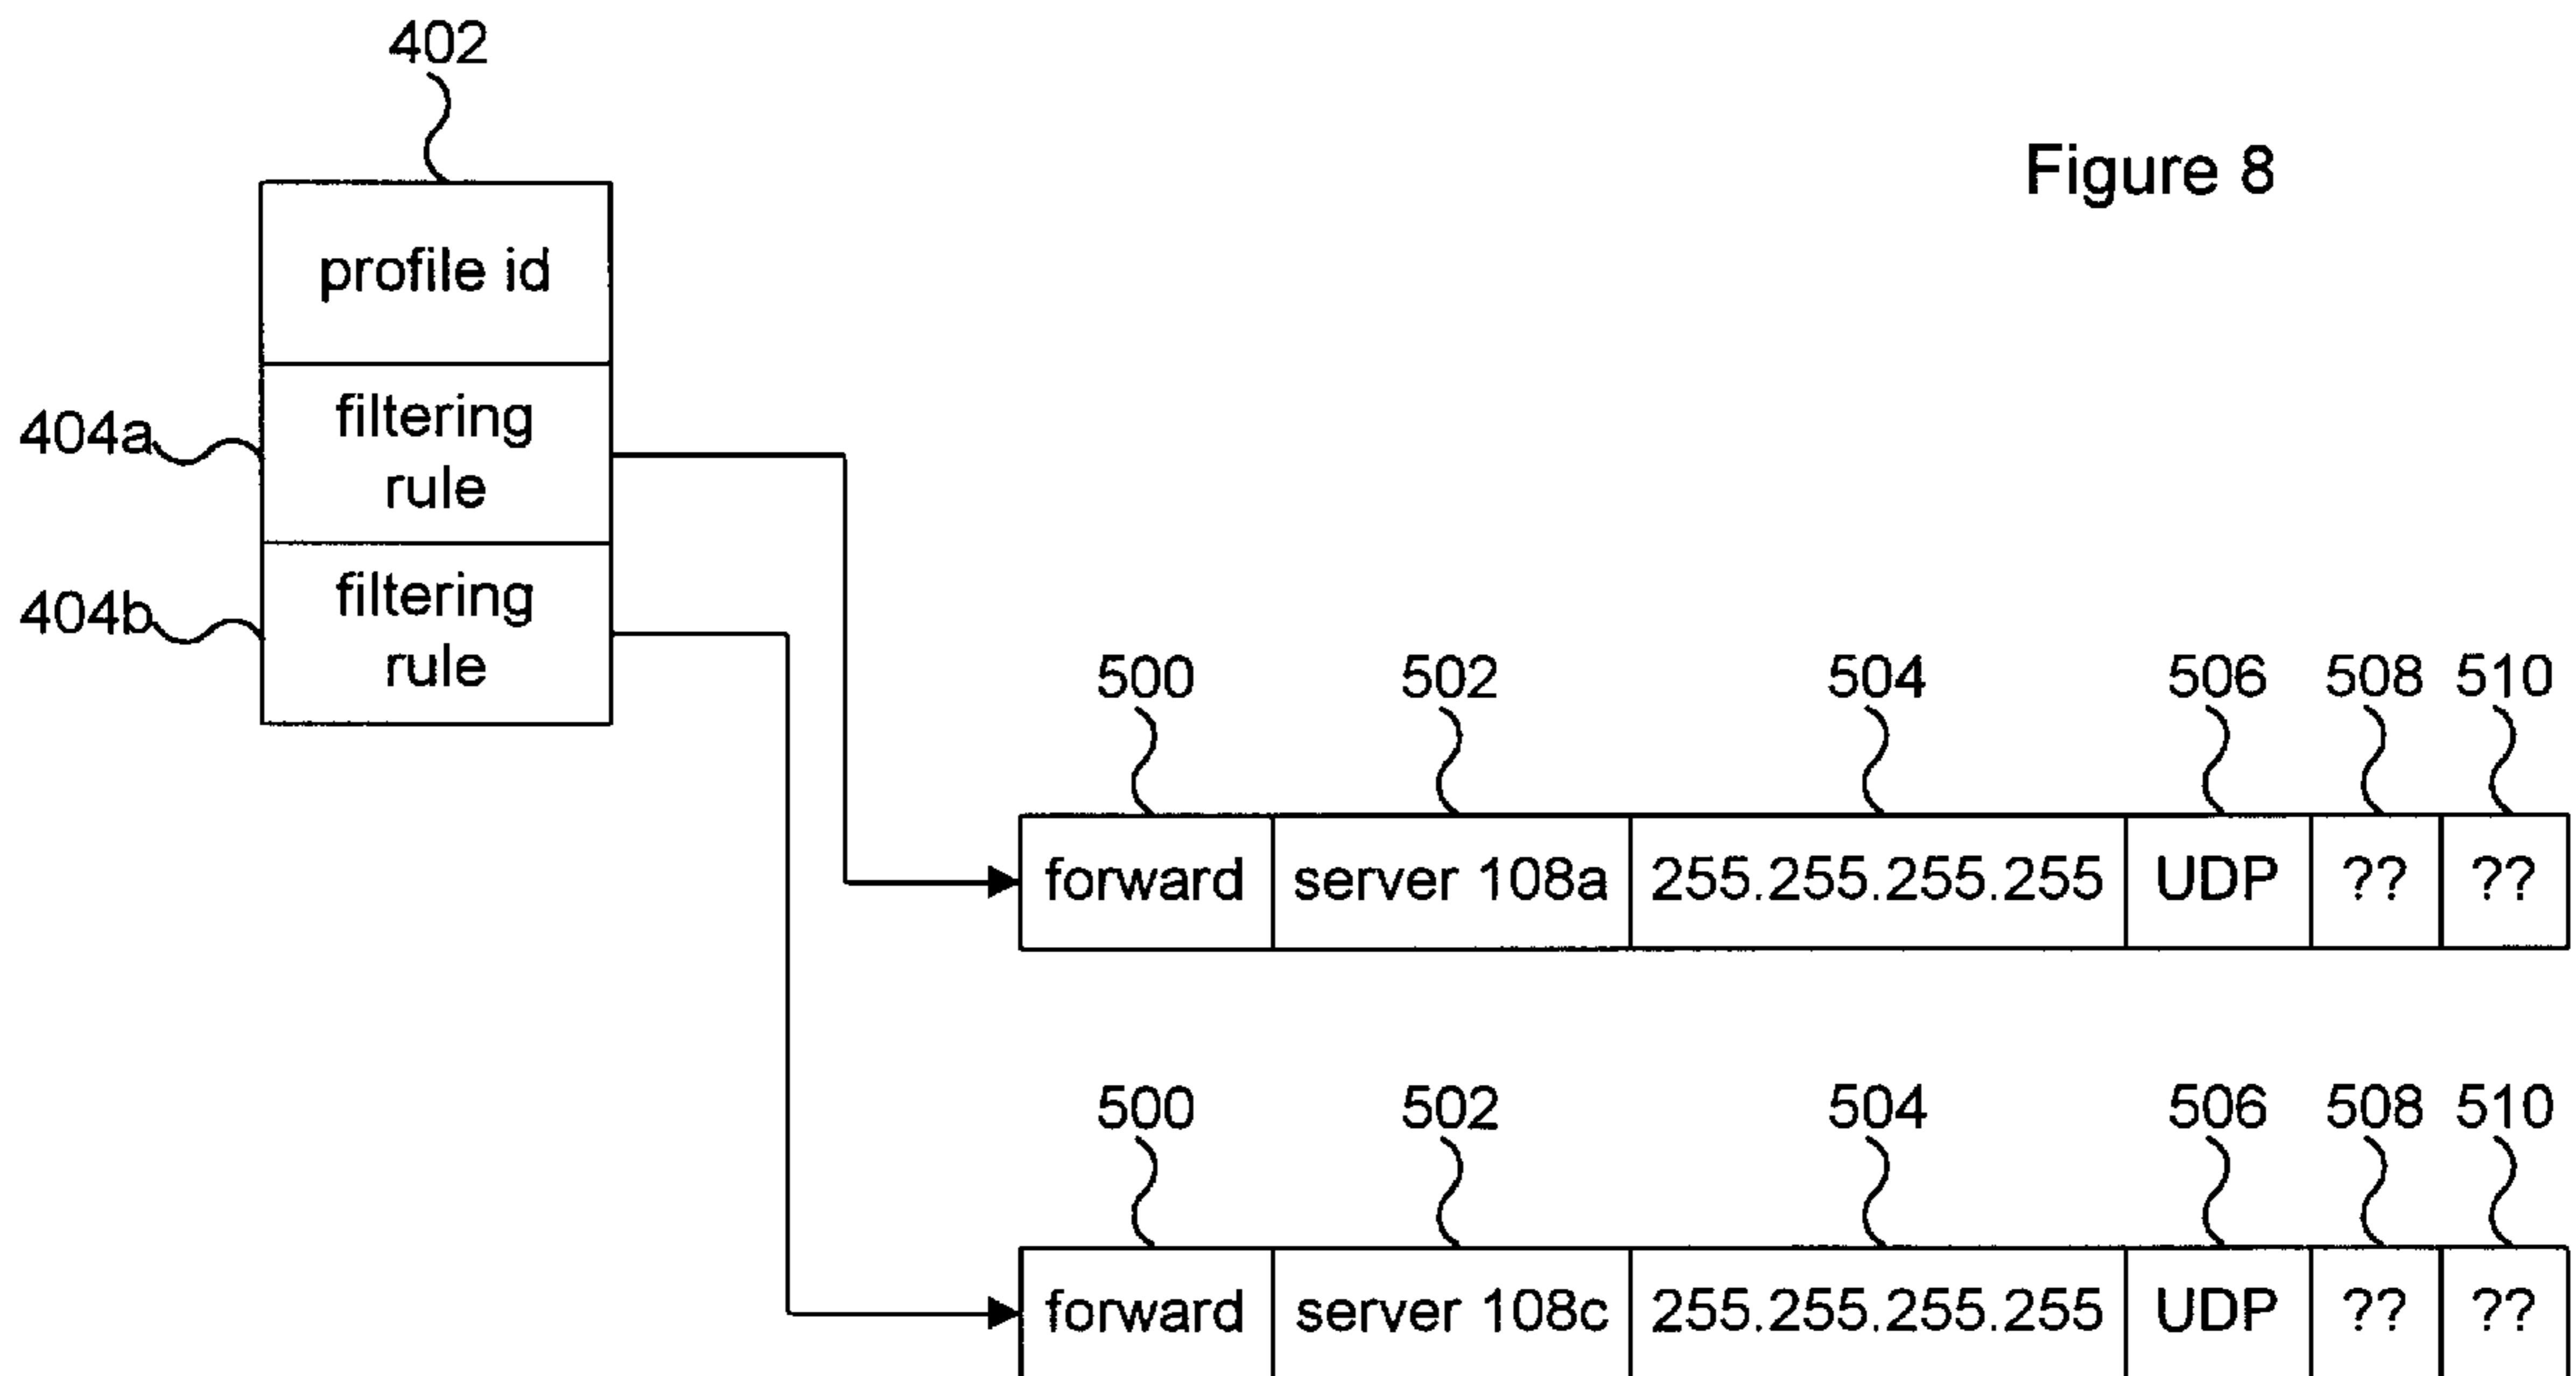 402
Figure 8
profile id
404a
filtering
rule
404b
filtering
rule
500 502 504 506 508 510
forward server 108a 255.255.255.255 UDP ?? ??
500 502 504 506 508 510
forward server 108c 255.255.255.255 UDP ?? ??